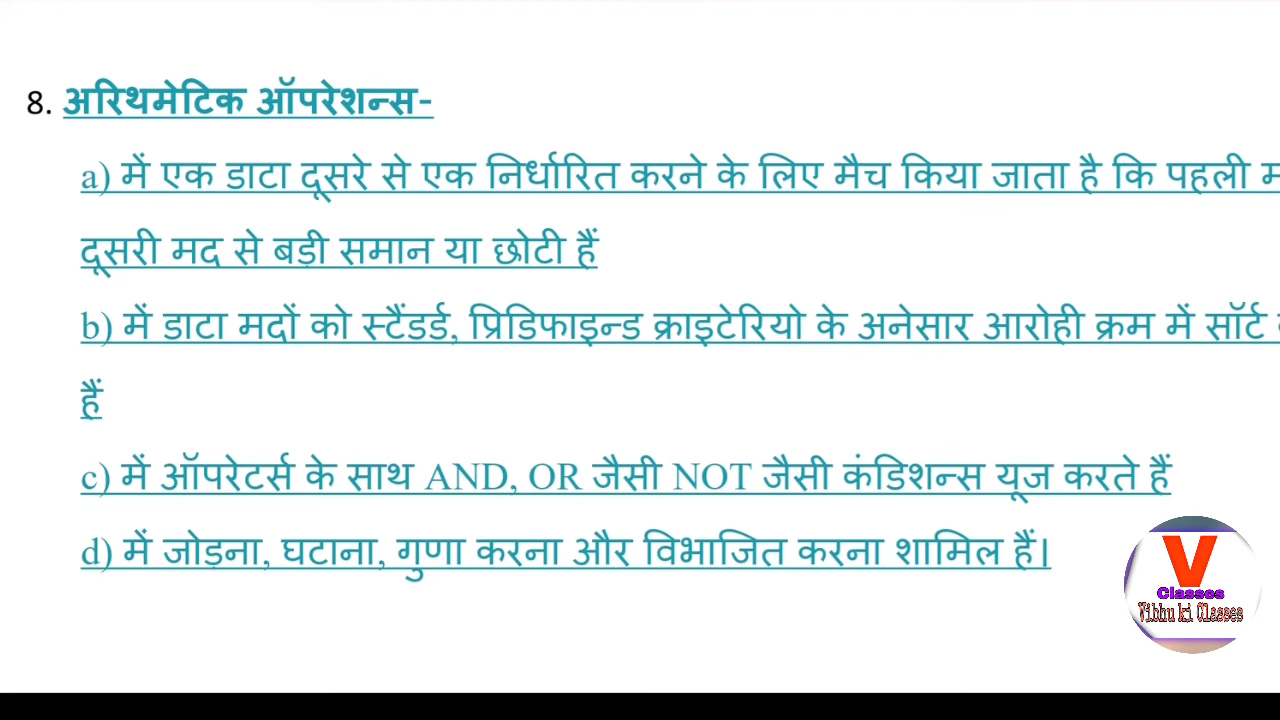 8. अरिथमेटिक ऑपरेशन्स-
a) में एक डाटा दूसरे से एक निर्धारित करने के लिए मैच किया जाता है कि पहली
दूसरी मद से बड़ी समान या छोटी हैं
b) में डाटा मदों को स्टैंडर्ड, प्रिडिफाइन्ड क्राइटेरियो के अनेसार आरोही क्रम में सॉर्ट
हैं
c) में ऑपरेटर्स के साथ AND, OR जैसी NOT जैसी कंडिशन्स यूज करते हैं
d) में जोड़ना, घटाना, गुणा करना और विभाजित करना शामिल हैं।
V
Classes
Vibhu ki Classes